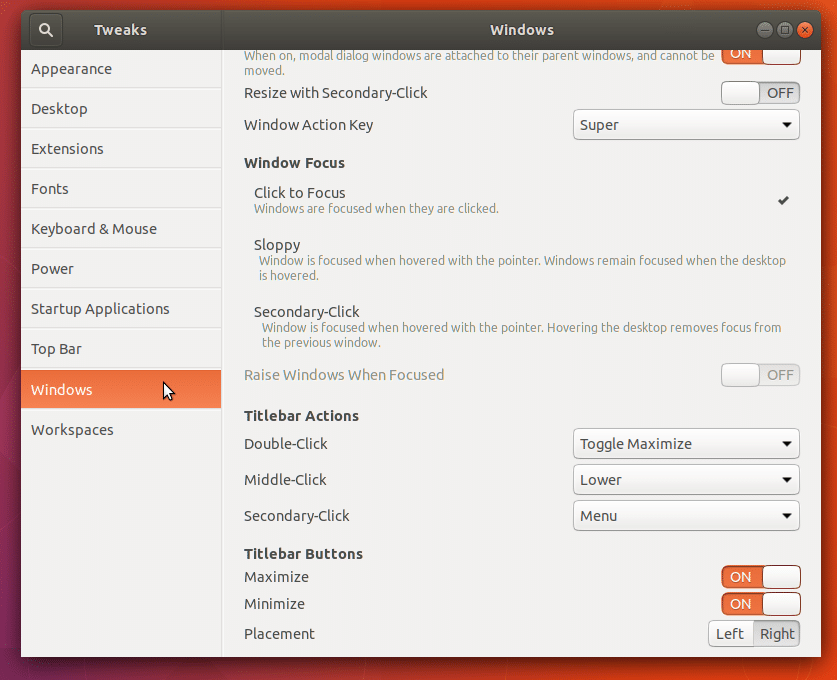 Tweaks
Windows
Appearance
Desktop
Extensions
Fonts
Keyboard & Mouse
Power
Startup Applications
Top Bar
Windows
Workspaces
When on, modal dialog windows are attached to their parent windows, and cannot be
moved.
ON
Resize with Secondary-Click
OFF
Window Action Key
Super
Window Focus
Click to Focus
Windows are focused when they are clicked.
Sloppy
Window is focused when hovered with the pointer. Windows remain focused when the desktop
is hovered.
Secondary-Click
Window is focused when hovered with the pointer. Hovering the desktop removes focus from
the previous window.
Raise Windows When Focused
OFF
Titlebar Actions
Double-Click
Toggle Maximize
Middle-Click
Lower
Secondary-Click
Menu
Titlebar Buttons
Maximize
ON
Minimize
ON
Placement
Left
Right